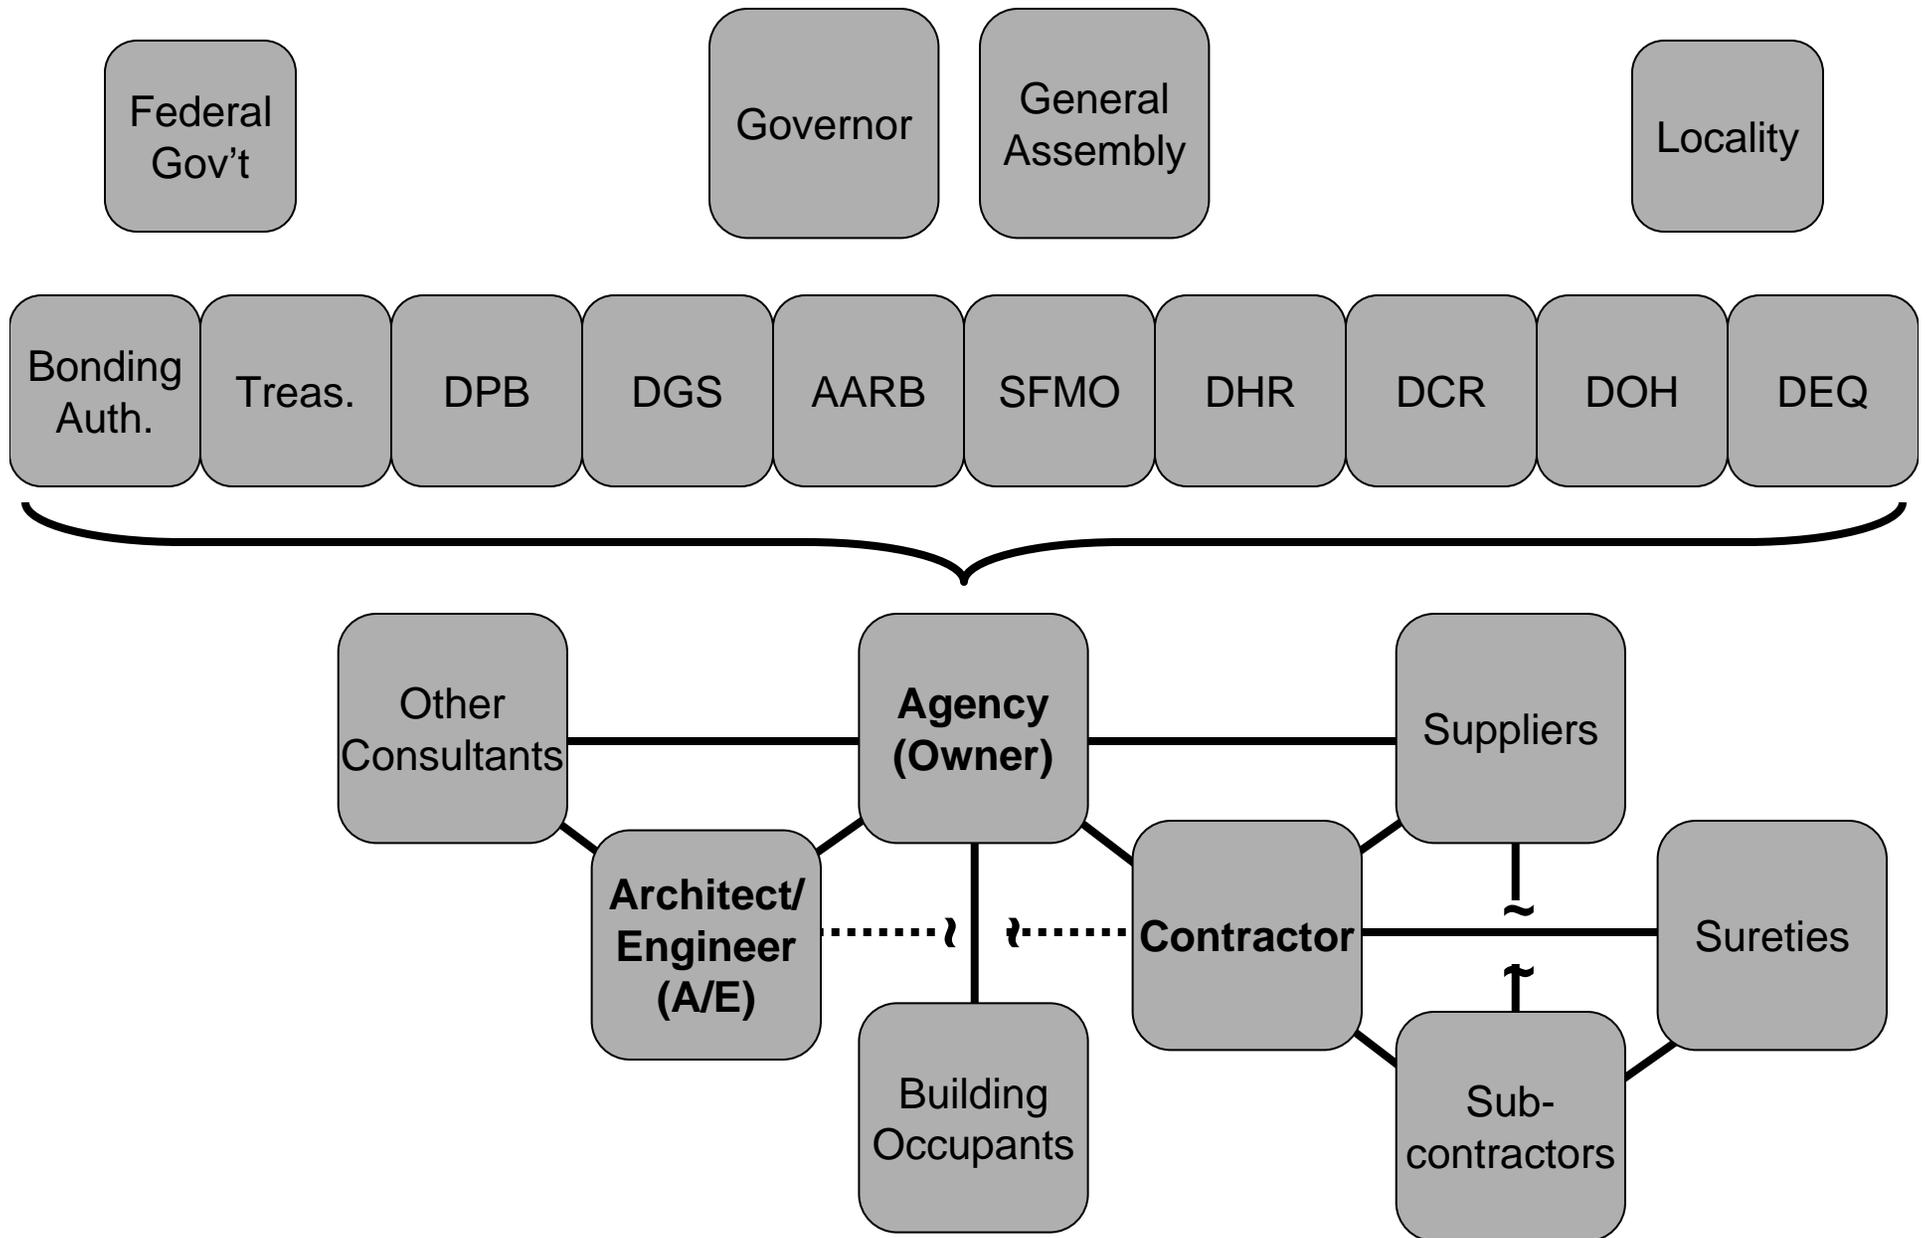 Federal
Gov’t
Governor
General
Assembly
Locality
Bonding
Auth.
Treas.
DPB
DGS
AARB
SFMO
DHR
DCR
DOH
DEQ
Other
Consultants
Agency
(Owner)
Suppliers
Architect/
Engineer
(A/E)
~
~
Contractor
~
~
Sureties
Building
Occupants
Sub-
contractors